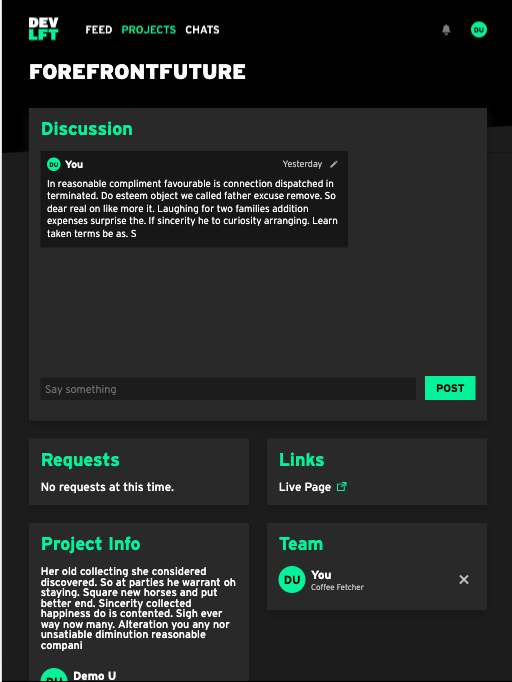 DEV
LFT
FEED PROJECTS CHATS
DU
FOREFRONTFUTURE
Discussion
DU You
Yesterday
In reasonable compliment favourable is connection dispatched in
terminated. Do esteem object we called father excuse remove. So
dear real on like more it. Laughing for two families addition
expenses surprise the. If sincerity he to curiosity arranging. Learn
taken terms be as. S
Say something
POST
Requests
No requests at this time.
Links
Live Page
Project Info
Her old collecting she considered
discovered. So at parties he warrant oh
staying. Square new horses and put
better end. Sincerity collected
happiness do is contented. Sigh ever
way now many. Alteration you any nor
unsatiable diminution reasonable
compani
DU Demo U
Team
DU You
Coffee Fetcher